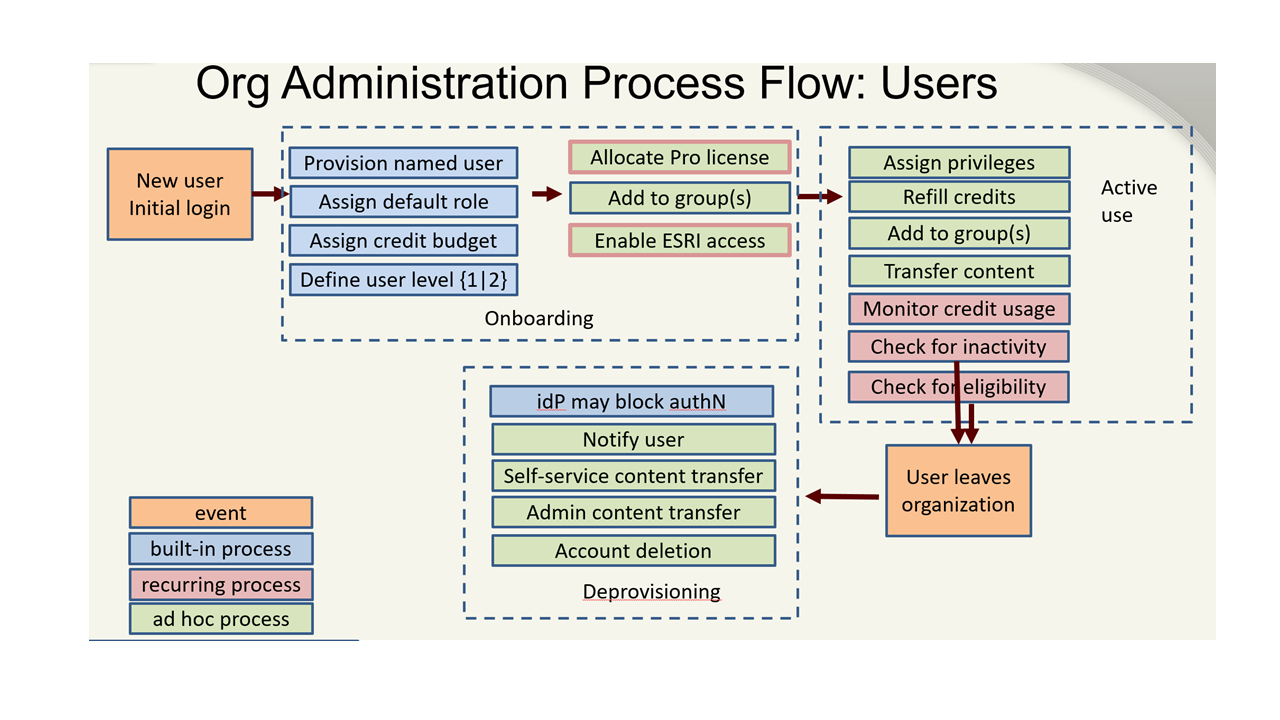 Org Administration Process Flow: Users
New user
Initial login
Provision named user
Assign default role
Assign credit budget
Define user level {1|2}
Allocate Pro license
Add to group(s)
Enable ESRI access
Onboarding
Assign privileges
Refill credits
Add to group(s)
Transfer content
Monitor credit usage
Check for inactivity
Check for eligibility
Active
use
User leaves
organization
idP may block authN
Notify user
Self-service content transfer
Admin content transfer
Account deletion
Deprovisioning
event
built-in process
recurring process
ad hoc process